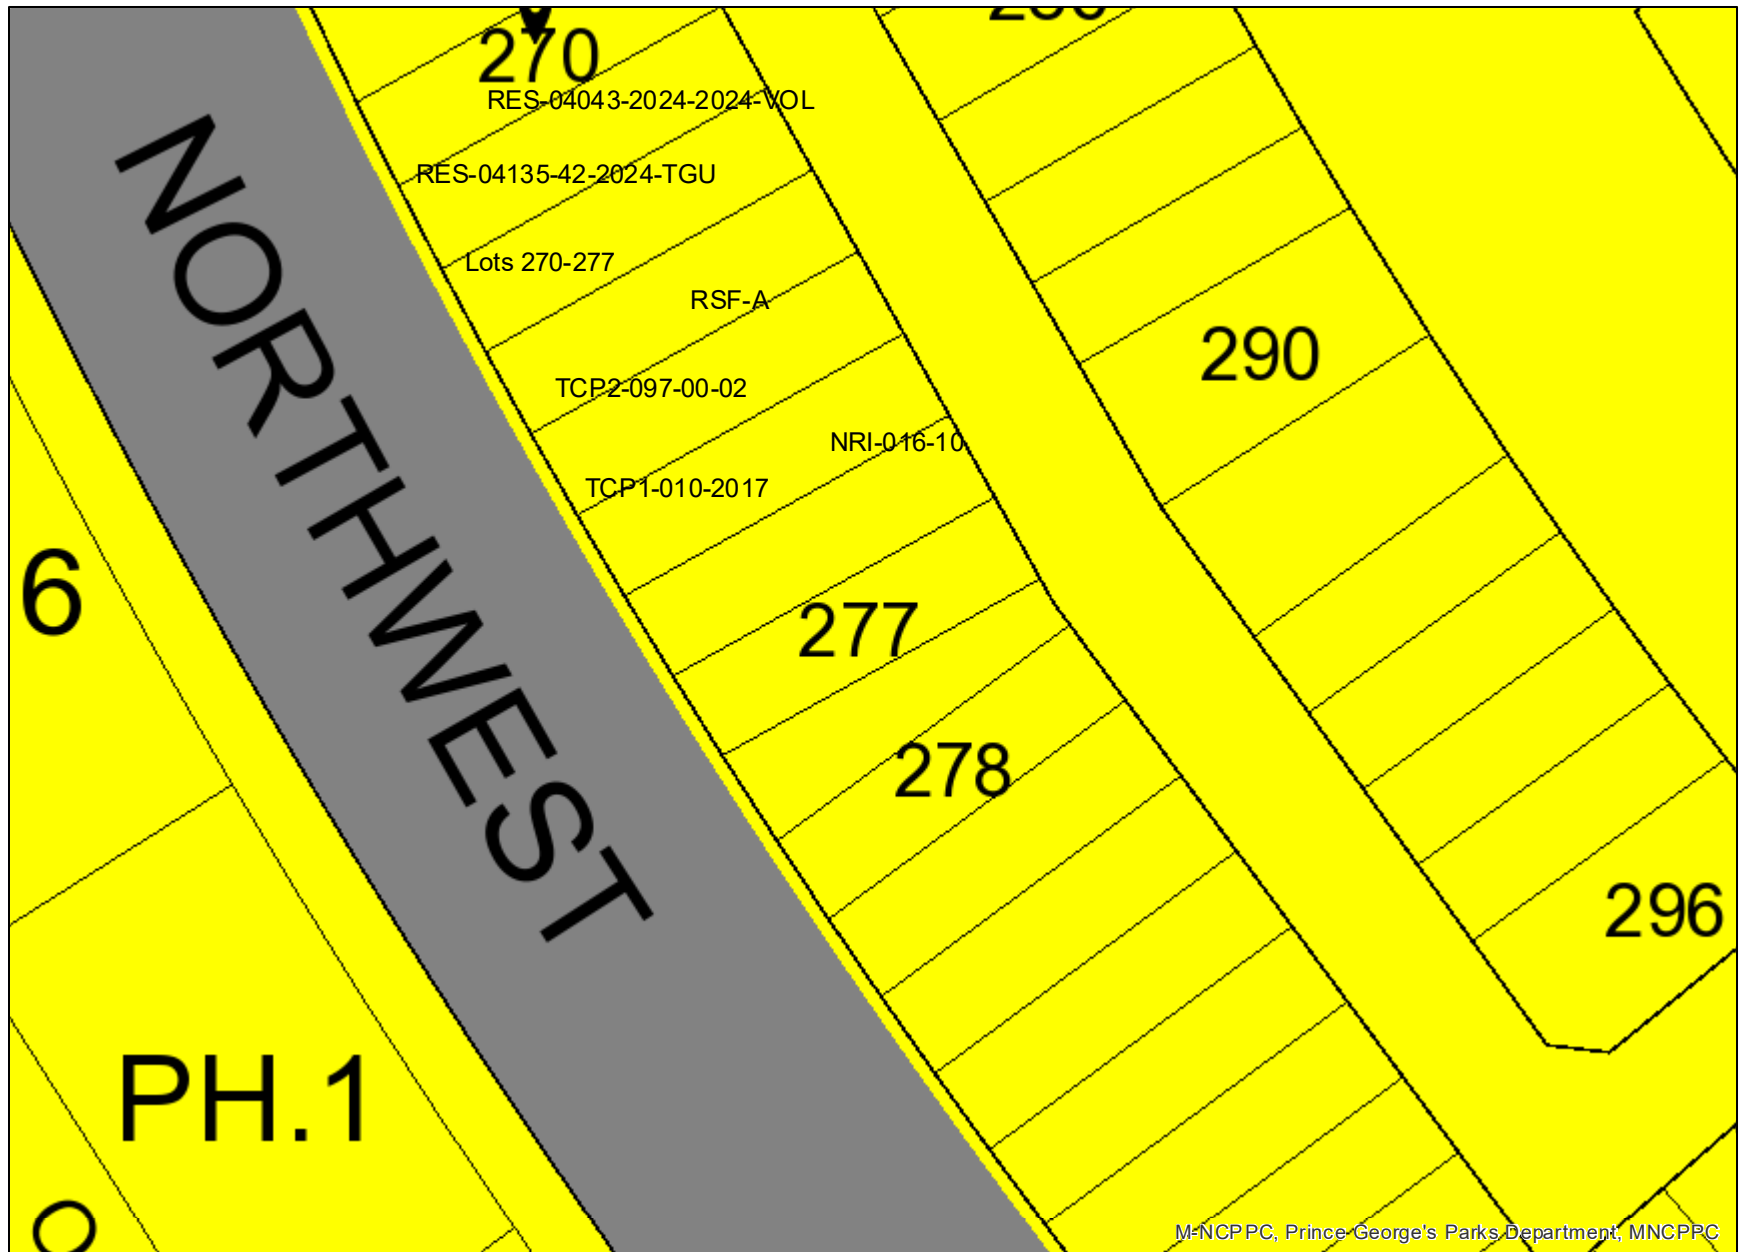 270
RES-04043-2024-2024-VOL
RES-04135-42-2024-TGU
Lots 270-277
RSF-A
290
TCP2-097-00-02
NRI-016-10
TCP1-010-2017
NORTHWEST
6
277
278
296
PH.1
M-NCPPC, Prince George's Parks Department, MNCPPC